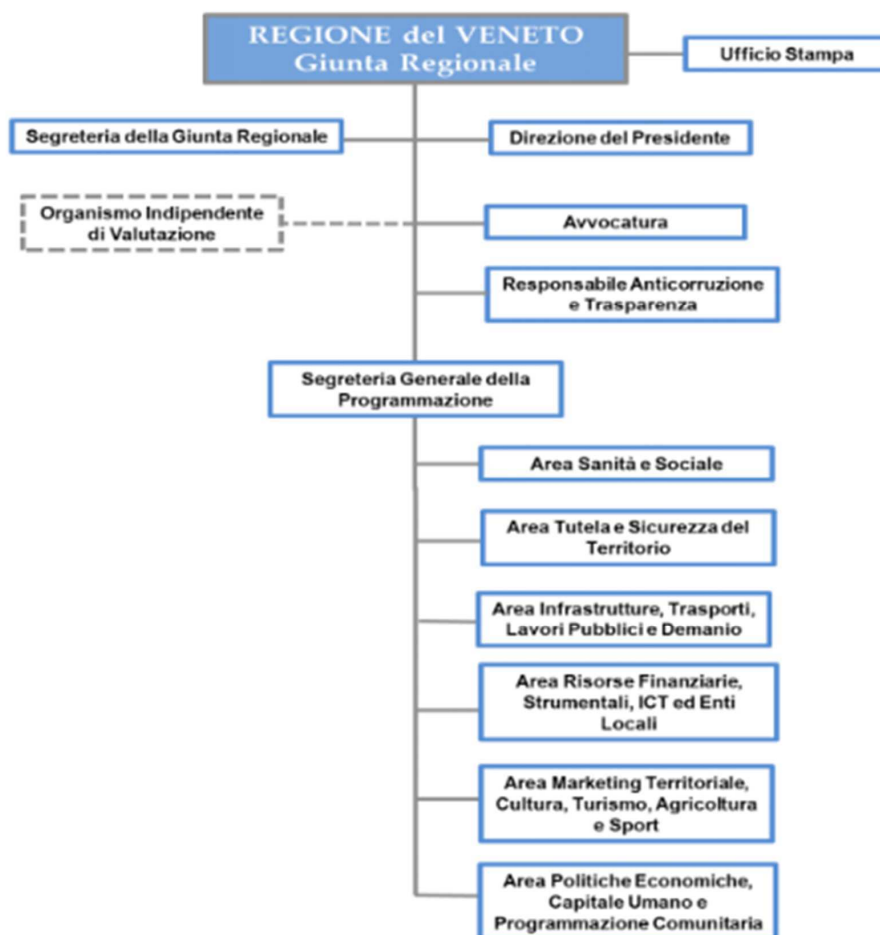 REGIONE del VENETO
Giunta Regionale
Ufficio Stampa
Segreteria della Giunta Regionale
Direzione del Presidente
Organismo Indipendente
di Valutazione
Avvocatura
Responsabile Anticorruzione
e Trasparenza
Segreteria Generale della
Programmazione
Area Sanità e Sociale
Area Tutela e Sicurezza del
Territorio
Area Infrastrutture, Trasporti,
Lavori Pubblici e Demanio
Area Risorse Finanziarie,
Strumentali, ICT ed Enti
Locali
Area Marketing Territoriale,
Cultura, Turismo, Agricoltura
e Sport
Area Politiche Economiche,
Capitale Umano e
Programmazione Comunitaria